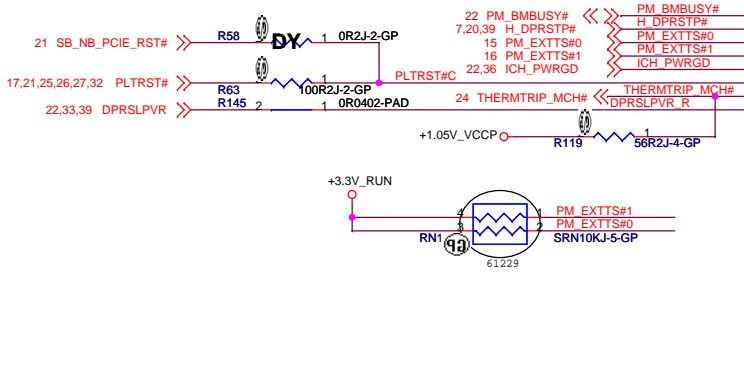 22 PM_BMBUSY#
PM_BMBUSY#
7,20,39 H_DPRSTP#
H_DPRSTP#
R58
DY
1
0R2J-2-GP
21 SB_NB_PCIE_RST#
15 PM_EXTTS#0
PM_EXTTS#0
16 PM_EXTTS#1
PM_EXTTS#1
22,36 ICH_PWRGD
ICH_PWRGD
17,21,25,26,27,32 PLTRST#
R63
1
100R2J-2-GP
PLTRST#C
22,33,39 DPRSLPVR
R145
2
1
0R0402-PAD
24 THERMTRIP_MCH#
THERMTRIP_MCH#
DPRSLPVR_R
+1.05V_VCCP
R119
1
56R2J-4-GP
+3.3V_RUN
4
1
PM_EXTTS#1
3
2
PM_EXTTS#0
RN1
GP
SRN10KJ-5-GP
61229